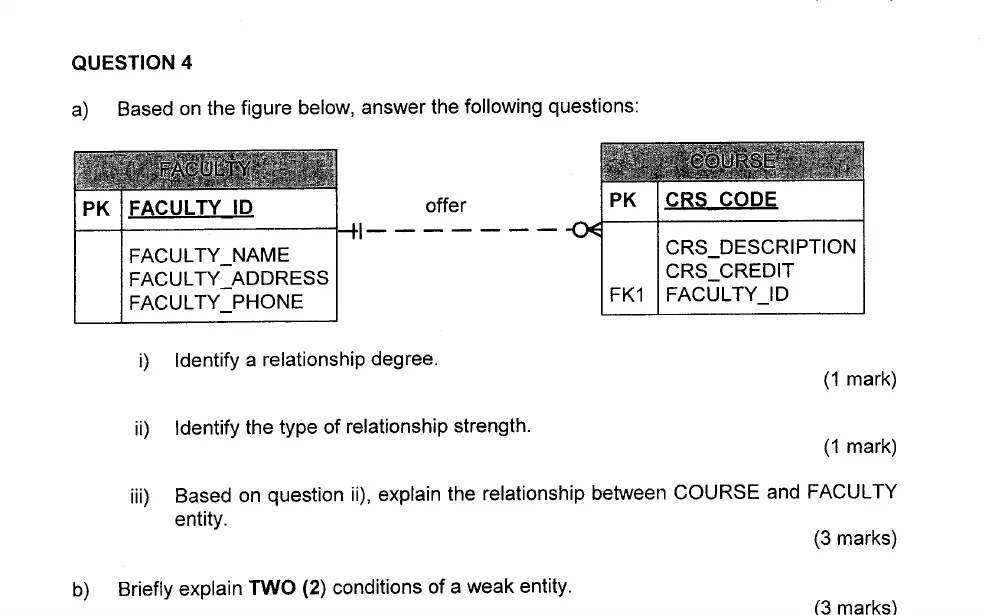 QUESTION 4
a) Based on the figure below, answer the following questions:
FACULTY
PK FACULTY_ID
FACULTY_NAME
FACULTY_ADDRESS
FACULTY_PHONE
offer
COURSE
PK CRS_CODE
CRS_DESCRIPTION
CRS_CREDIT
FK1 FACULTY_ID
i) Identify a relationship degree.
(1 mark)
ii) Identify the type of relationship strength.
(1 mark)
iii) Based on question ii), explain the relationship between COURSE and FACULTY
entity.
(3 marks)
b) Briefly explain TWO (2) conditions of a weak entity.
(3 marks)